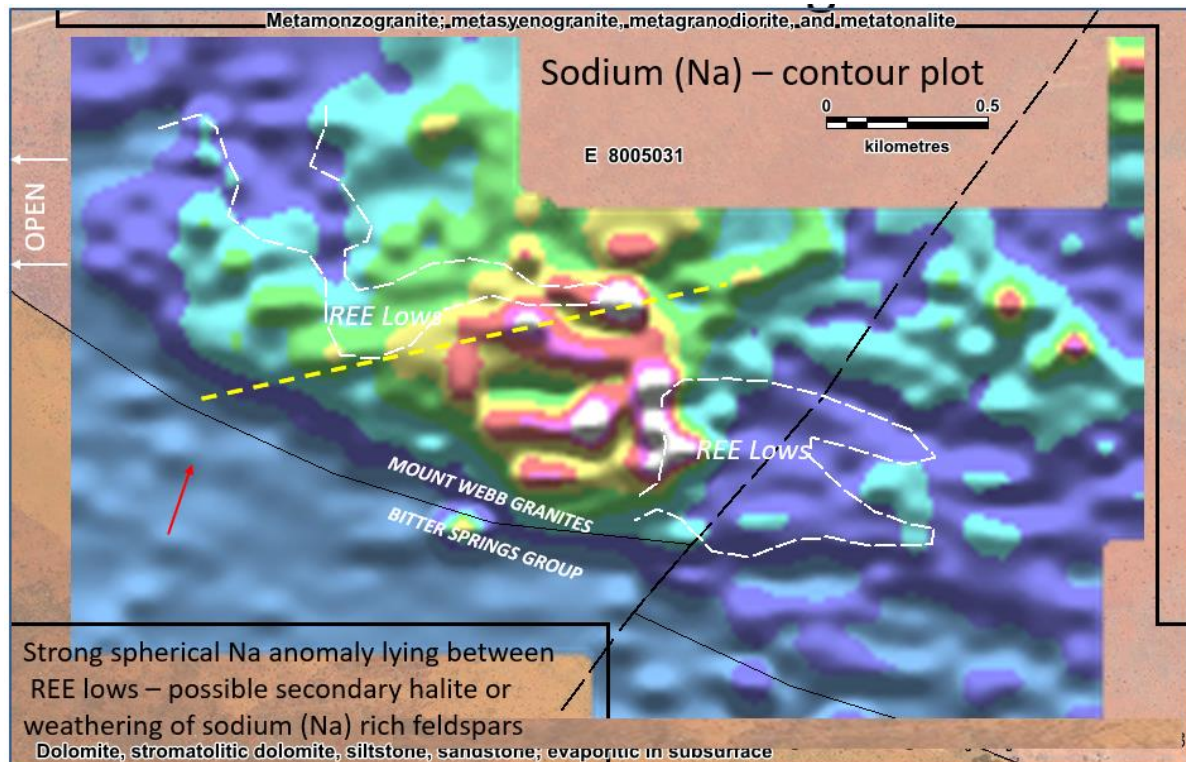 Metamonzogranite; metasyenogranite, metagranodiorite, and metatonalite
Sodium (Na) – contour plot
0 0.5
kilometres
E 8005031
OPEN
REE Lows
REE Lows
MOUNT WEBB GRANITES
BITTER SPRINGS GROUP
Strong spherical Na anomaly lying between
REE lows – possible secondary halite or
weathering of sodium (Na) rich feldspars
Dolomite, stromatolitic dolomite, siltstone, sandstone; evaporitic in subsurface